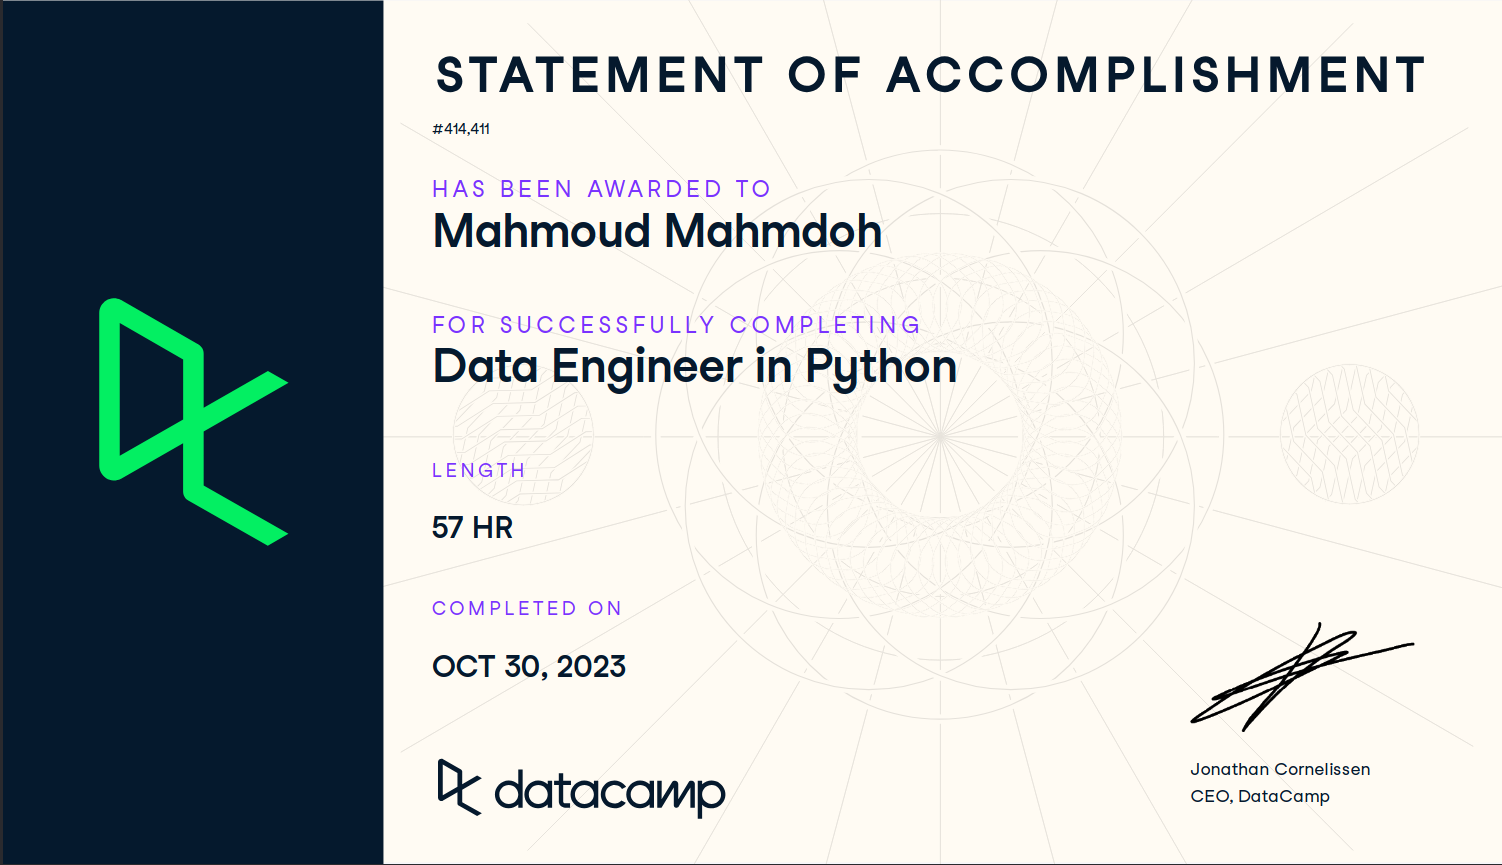 STATEMENT OF ACCOMPLISHMENT
#414,411
HAS BEEN AWARDED TO
Mahmoud Mahmdoh
FOR SUCCESSFULLY COMPLETING
Data Engineer in Python
LENGTH
57 HR
COMPLETED ON
OCT 30, 2023
datacamp
Jonathan Cornelissen
CEO, DataCamp